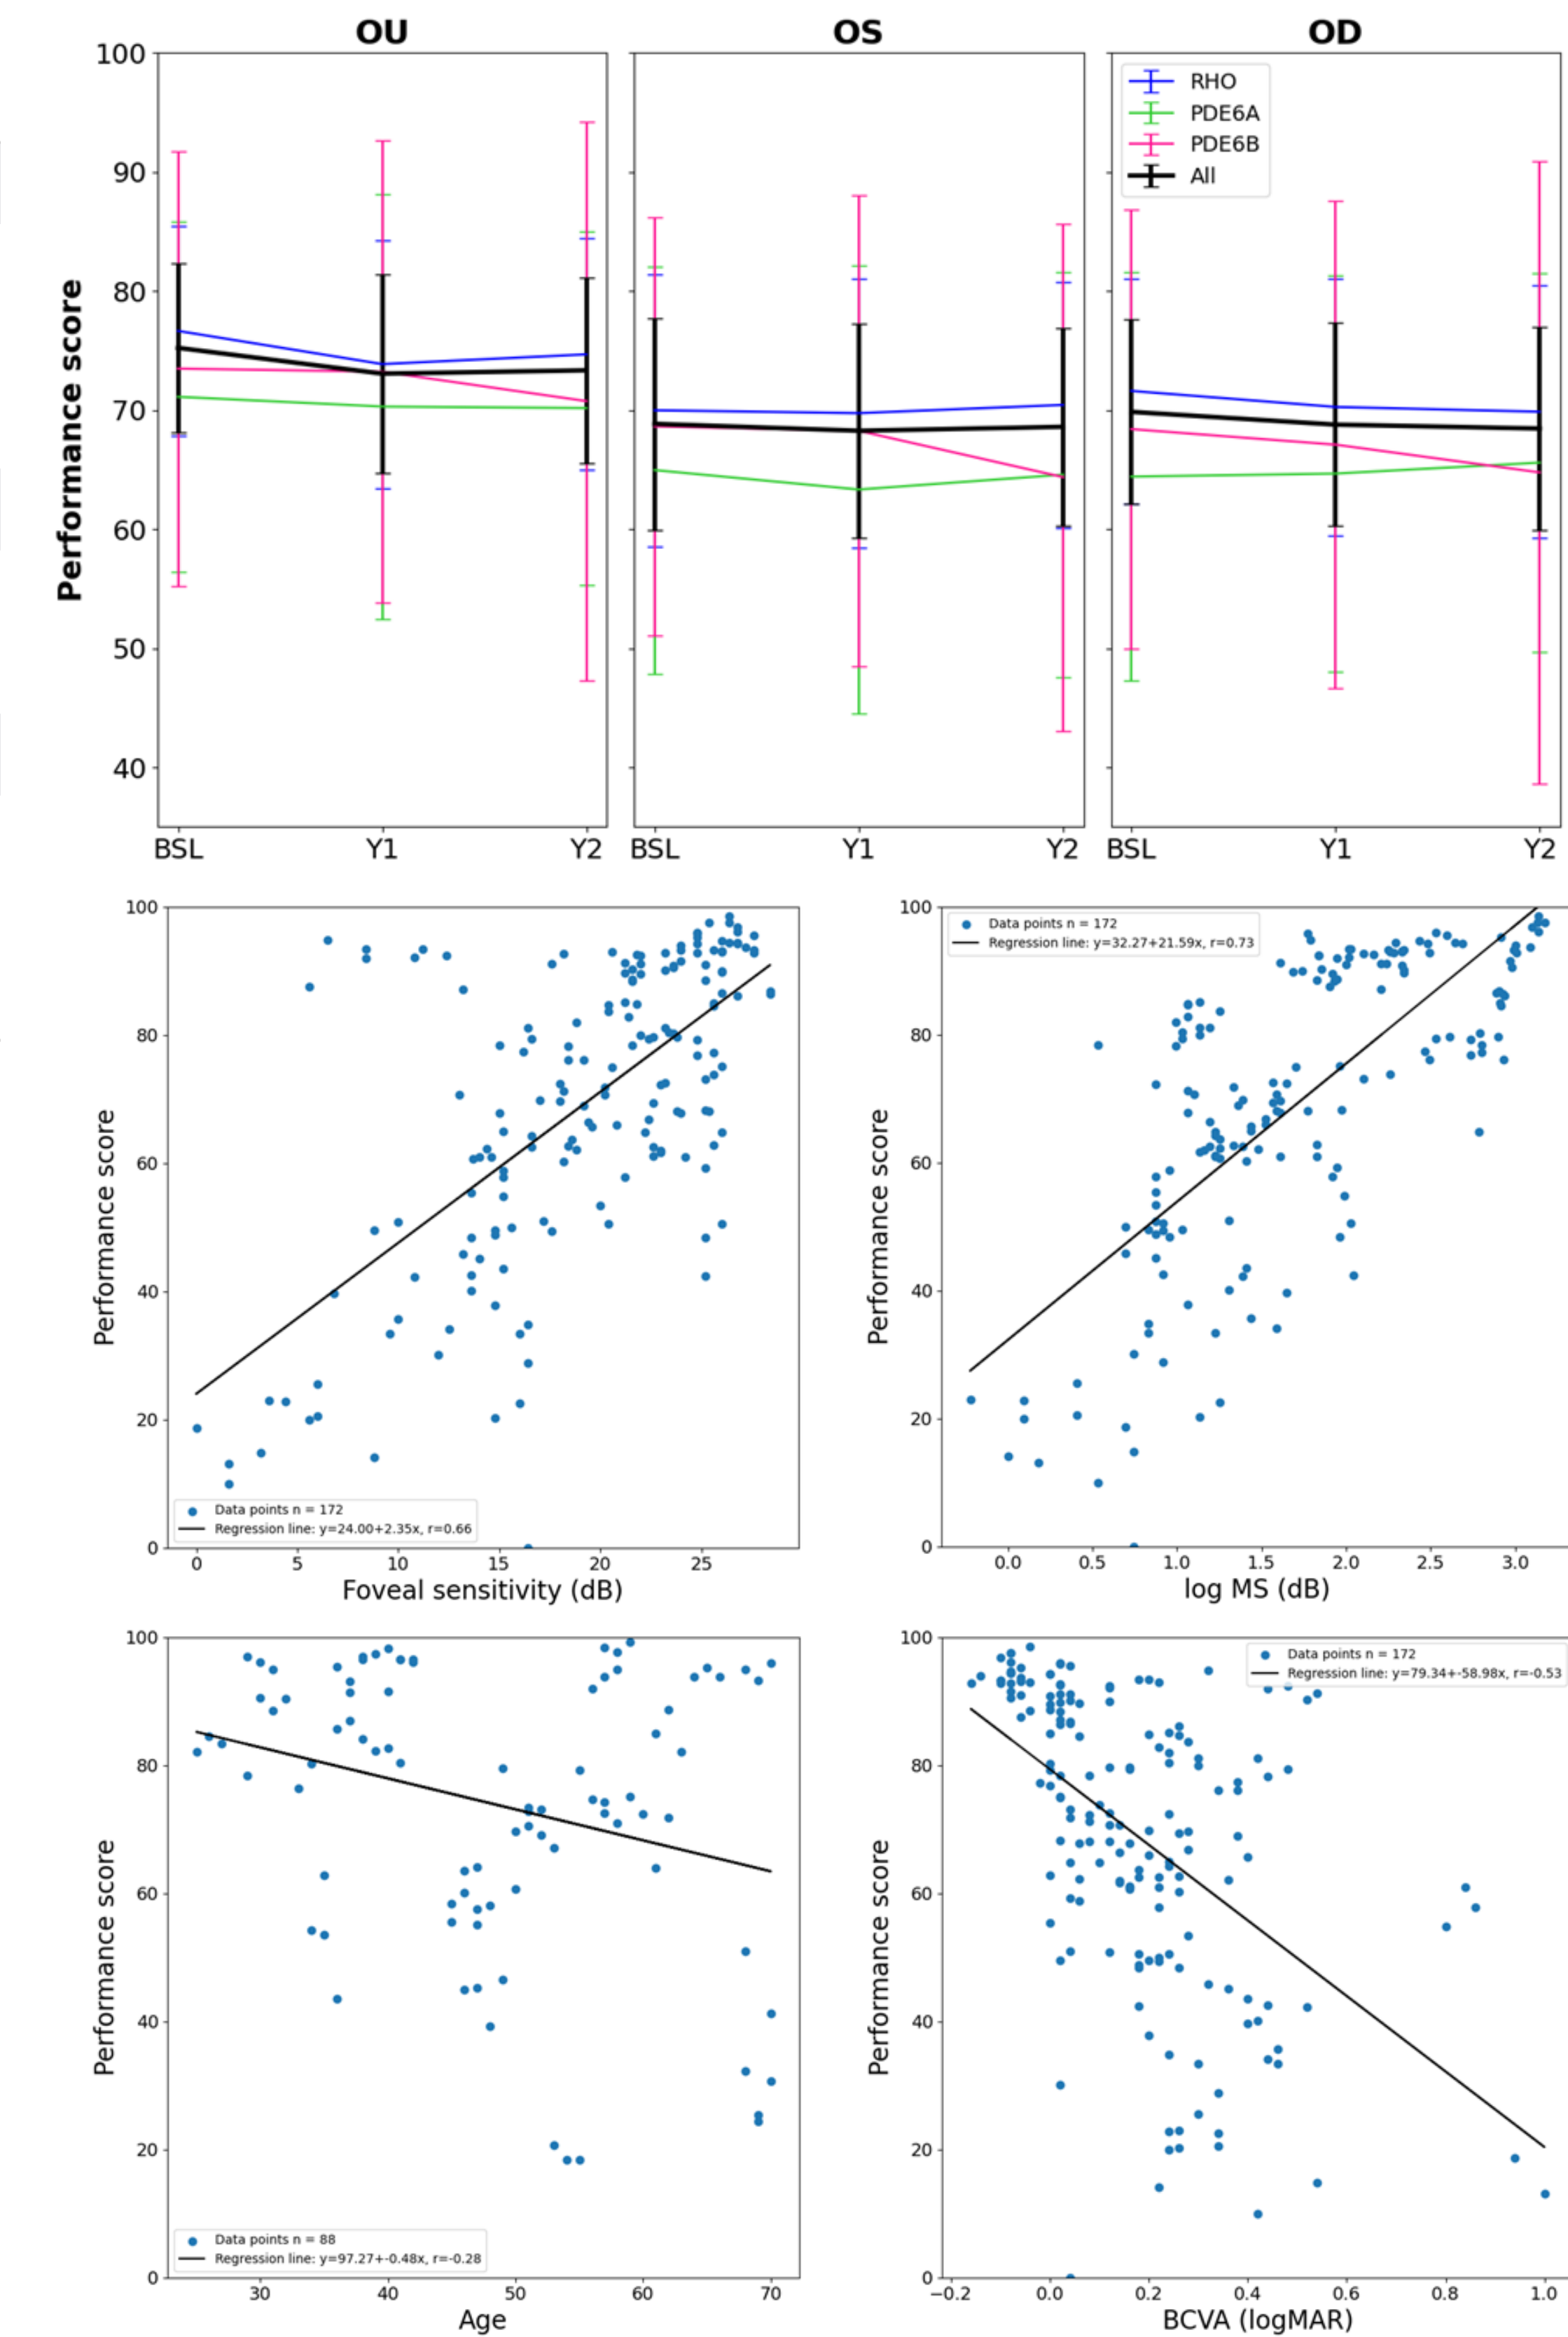 OU OS OD
100
90
80
70
60
50
40
Performance score
RHO
PDE6A
PDE6B
All
BSL Y1 Y2 BSL Y1 Y2 BSL Y1 Y2
100
80
60
40
20
0
Performance score
Data points n = 172
Regression line: y=24.00+2.35x, r=0.66
0 5 10 15 20 25
Foveal sensitivity (dB)
100
80
60
40
20
0
Performance score
Data points n = 172
Regression line: y=32.27+21.59x, r=0.73
0.0 0.5 1.0 1.5 2.0 2.5 3.0
log MS (dB)
100
80
60
40
20
0
Performance score
Data points n = 88
Regression line: y=97.27+-0.48x, r=-0.28
30 40 50 60 70
Age
100
80
60
40
20
0
Performance score
Data points n = 172
Regression line: y=79.34+-58.98x, r=-0.53
−0.2 0.0 0.2 0.4 0.6 0.8 1.0
BCVA (logMAR)